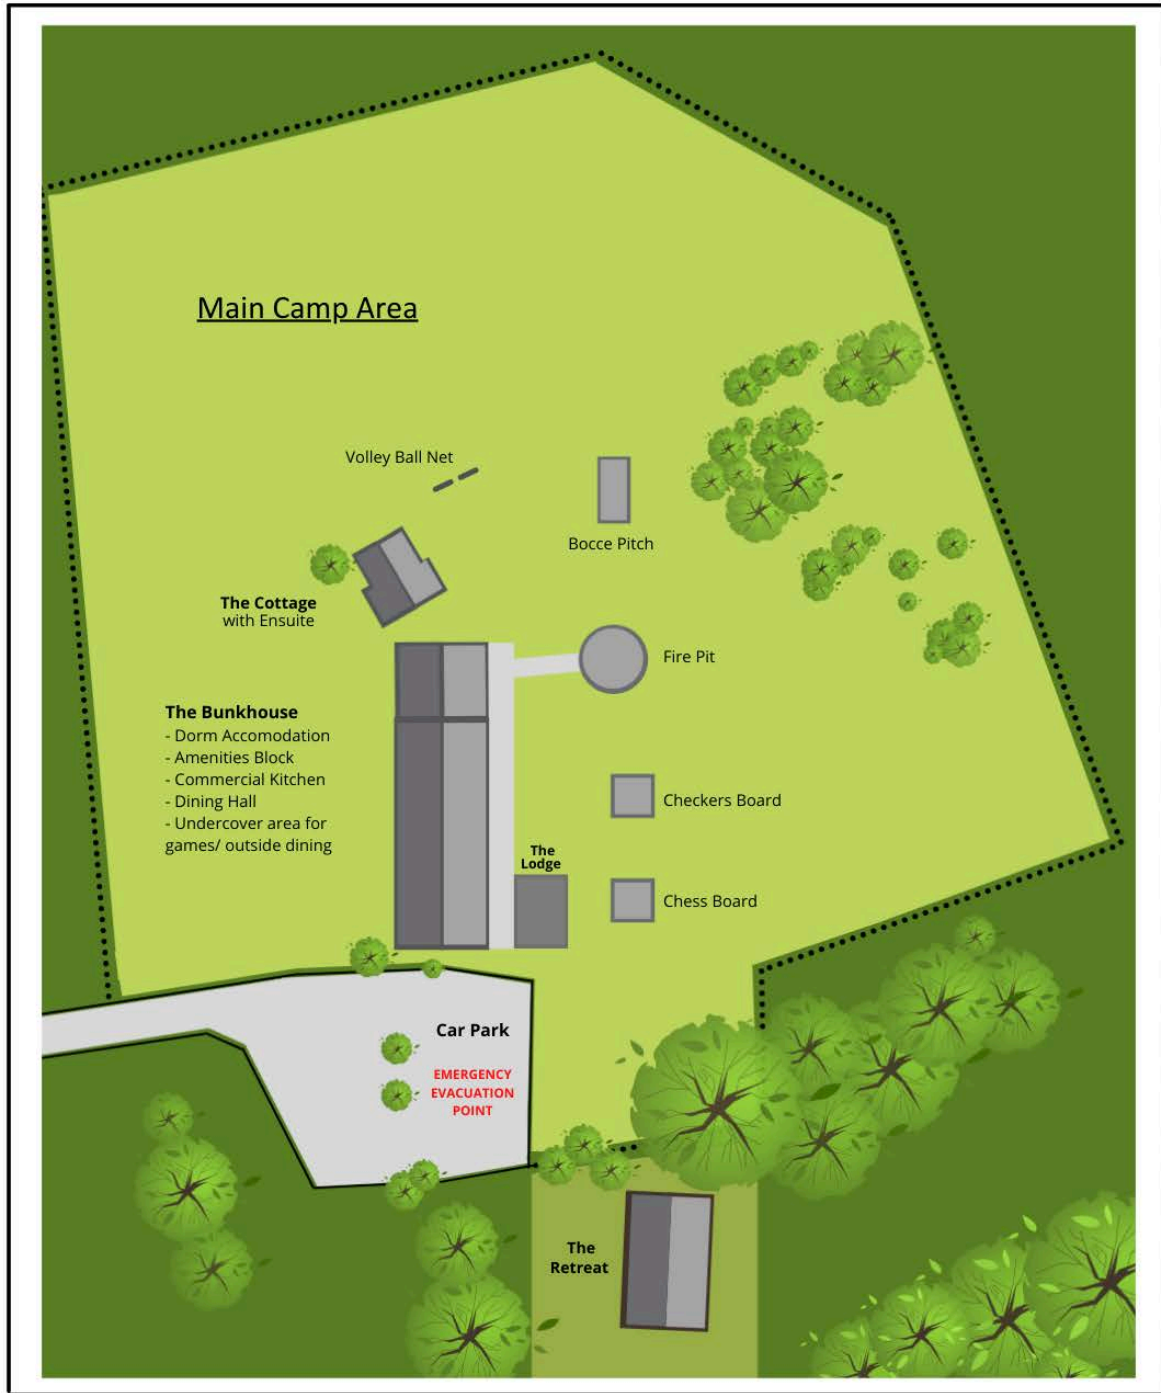 Main Camp Area
Volley Ball Net
Bocce Pitch
The Cottage
with Ensuite
Fire Pit
The Bunkhouse
- Dorm Accomodation
- Amenities Block
- Commercial Kitchen
- Dining Hall
- Undercover area for
games/ outside dining
Checkers Board
The
Lodge
Chess Board
Car Park
EMERGENCY
EVACUATION
POINT
The
Retreat